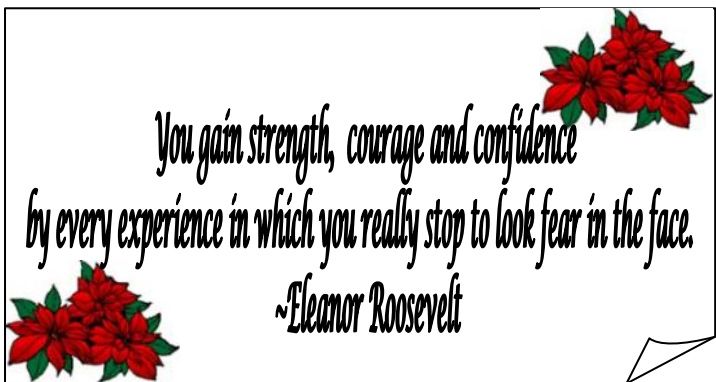 You gain strength, courage and confidence
by every experience in which you really stop to look fear in the face.
~Eleanor Roosevelt